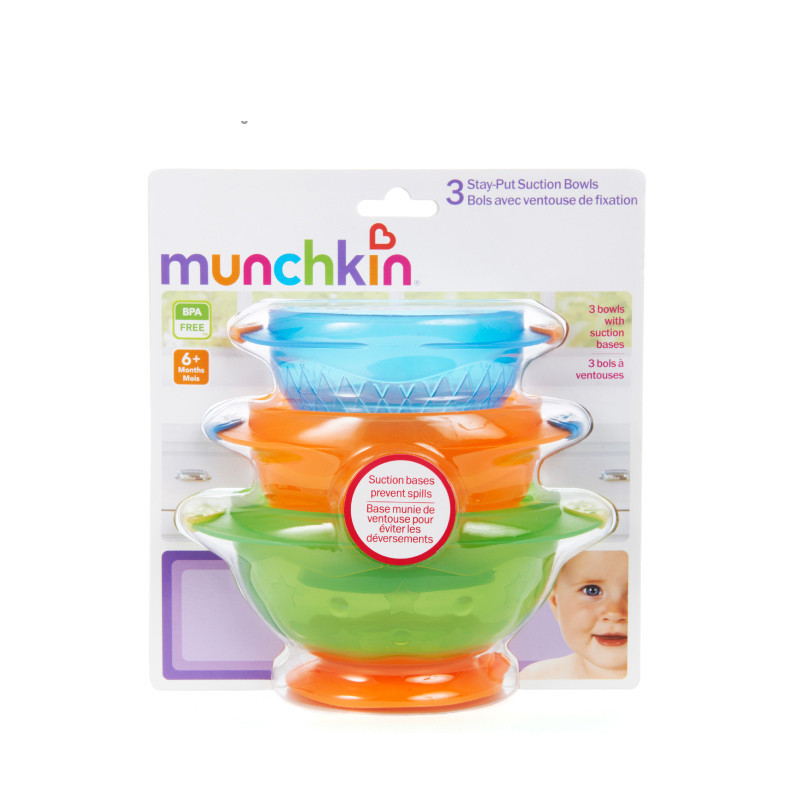 3 Stay-Put Suction Bowls
Bols avec ventouse de fixation
munchkin®
BPA
FREE
6+
Months
Mois
3 bowls
with
suction
bases
3 bols à
ventouses
Suction bases
prevent spills
Base munie de
ventouse pour
éviter les
déversements